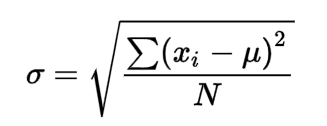 σ = √(∑(xᵢ − μ)² / N)